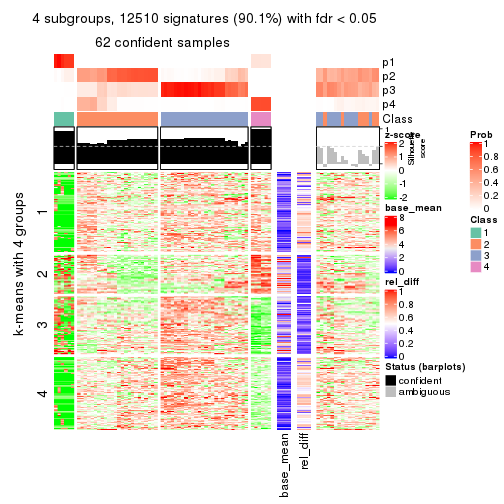 4 subgroups, 12510 signatures (90.1%) with fdr < 0.05
62 confident samples
p1
p2
p3
p4
Class
1
Silhouette
score
z-score
2
1
0
-1
-2
base_mean
8
6
4
2
0
rel_diff
1
0.8
0.6
0.4
0.2
0
Status (barplots)
confident
ambiguous
Prob
1
0.8
0.6
0.4
0.2
0
Class
1
2
3
4
k-means with 4 groups
1
2
3
4
base_mean
rel_diff